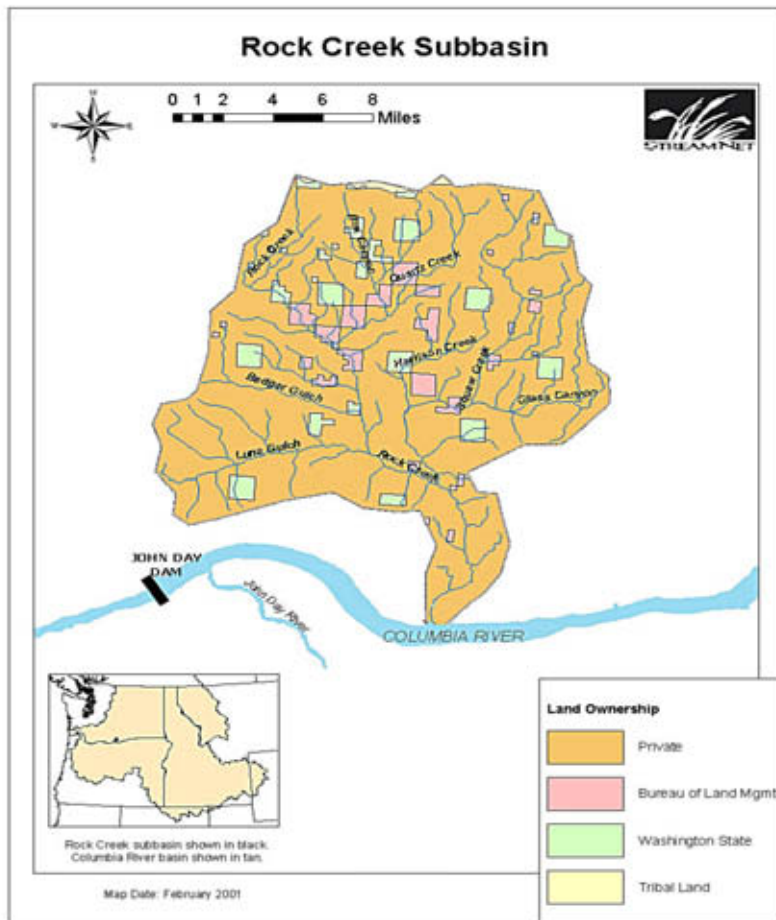 Rock Creek Subbasin
N
W
E
S
0 1 2 4 6 8
Miles
STREAMNET
Rock Creek
Quartz Creek
Harrison Creek
Squaw Creek
Badger Gulch
Glass Canyon
Luna Gulch
Rock Creek
JOHN DAY
DAM
John Day River
COLUMBIA RIVER
Rock Creek subbasin shown in black.
Columbia River basin shown in tan.
Map Date: February 2001
Land Ownership
Private
Bureau of Land Mgmt
Washington State
Tribal Land